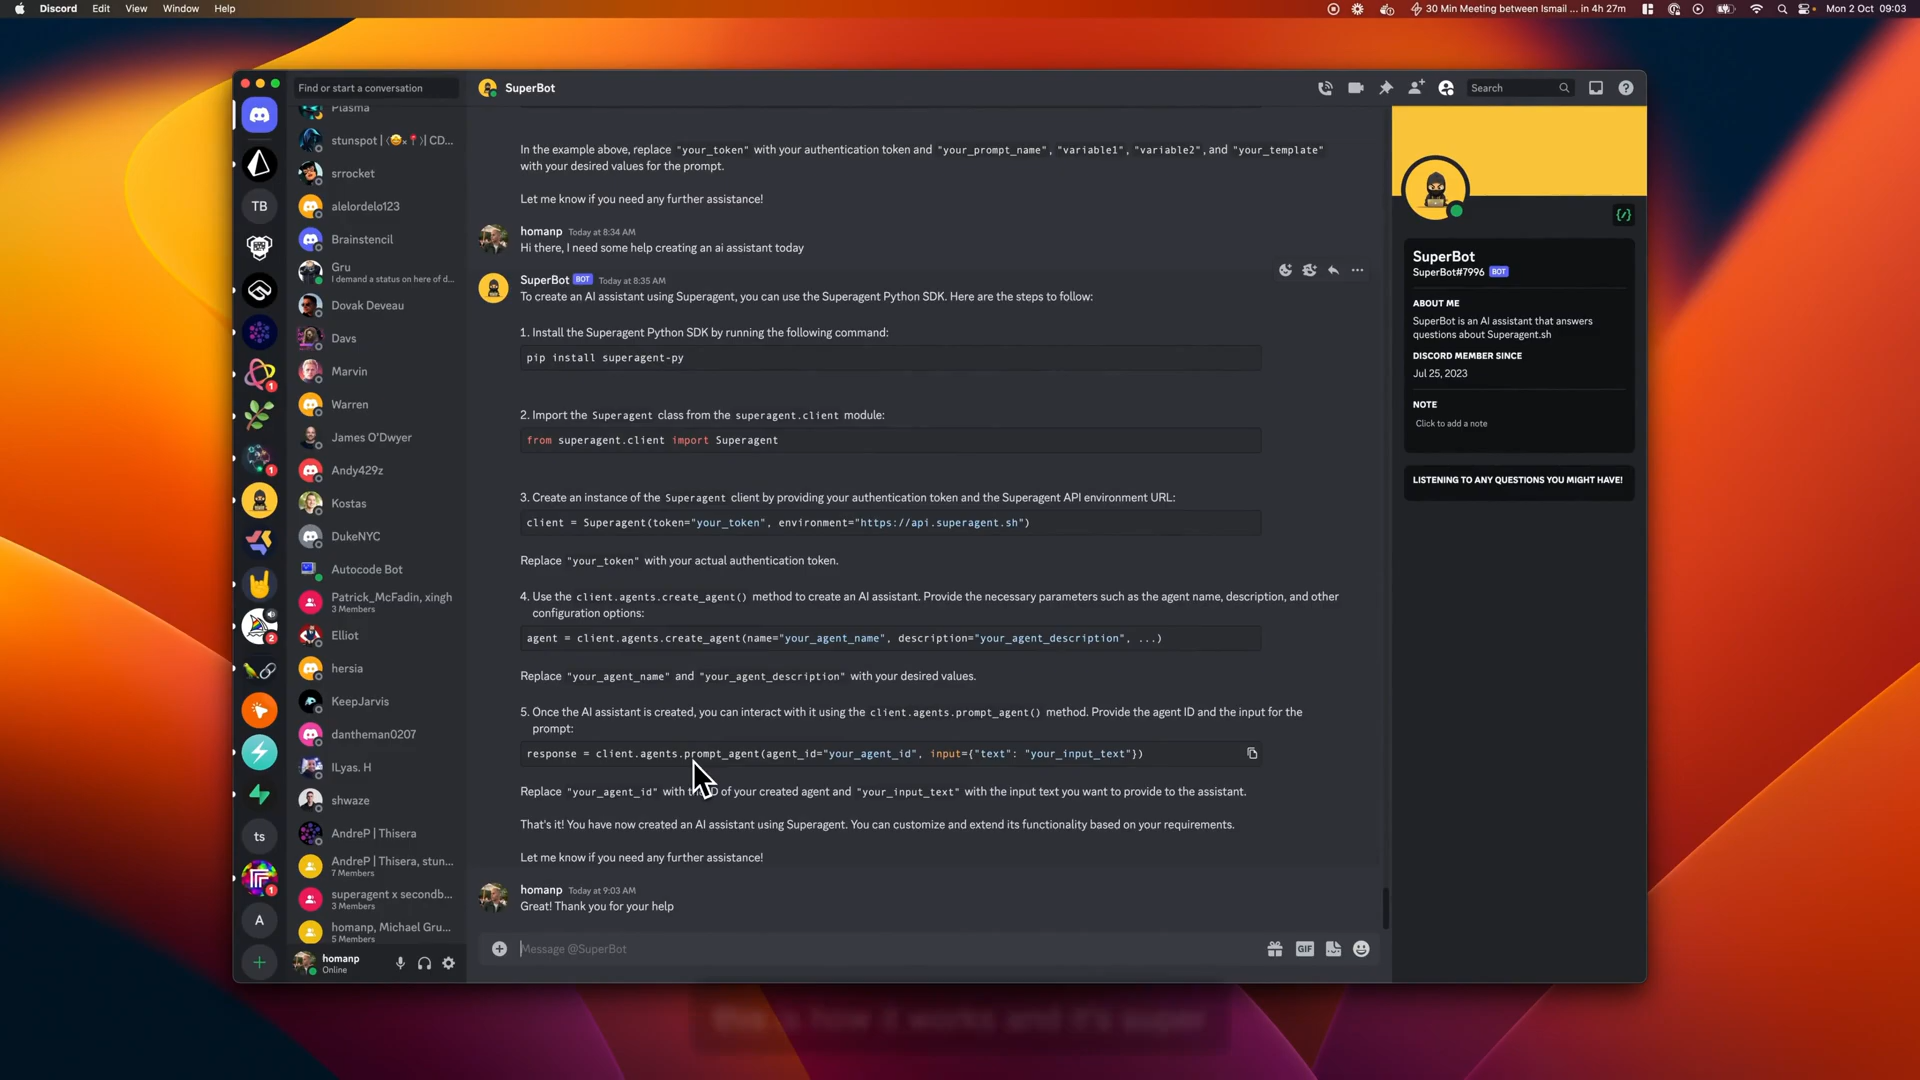 Discord Edit View Window Help
30 Min Meeting between Ismail ... in 4h 27m
Mon 2 Oct 09:03
Find or start a conversation
Plasma
stunspot |
| CD...
srrocket
alelordelo123
Brainstencil
Gru
I demand a status on here of d...
Dovak Deveau
Davs
Marvin
Warren
James O'Dwyer
Andy429z
Kostas
DukeNYC
Autocode Bot
Patrick_McFadin, xingh
3 Members
Elliot
hersia
KeepJarvis
dantheman0207
ILyas. H
shwaze
AndreP | Thisera
AndreP | Thisera, stun...
7 Members
superagent x secondb...
3 Members
homanp, Michael Gru...
5 Members
homanp
Online
TB
1
1
2
ts
1
A
SuperBot
Search
In the example above, replace "your_token" with your authentication token and "your_prompt_name", "variable1", "variable2", and "your_template"
with your desired values for the prompt.
Let me know if you need any further assistance!
homanp Today at 8:34 AM
Hi there, I need some help creating an ai assistant today
SuperBot BOT Today at 8:35 AM
To create an AI assistant using Superagent, you can use the Superagent Python SDK. Here are the steps to follow:
1. Install the Superagent Python SDK by running the following command:
pip install superagent-py
2. Import the Superagent class from the superagent.client module:
from superagent.client import Superagent
3. Create an instance of the Superagent client by providing your authentication token and the Superagent API environment URL:
client = Superagent(token="your_token", environment="https://api.superagent.sh")
Replace "your_token" with your actual authentication token.
4. Use the client.agents.create_agent() method to create an AI assistant. Provide the necessary parameters such as the agent name, description, and other
configuration options:
agent = client.agents.create_agent(name="your_agent_name", description="your_agent_description", ...)
Replace "your_agent_name" and "your_agent_description" with your desired values.
5. Once the AI assistant is created, you can interact with it using the client.agents.prompt_agent() method. Provide the agent ID and the input for the
prompt:
response = client.agents.prompt_agent(agent_id="your_agent_id", input={"text": "your_input_text"})
Replace "your_agent_id" with the ID of your created agent and "your_input_text" with the input text you want to provide to the assistant.
That's it! You have now created an AI assistant using Superagent. You can customize and extend its functionality based on your requirements.
Let me know if you need any further assistance!
homanp Today at 9:03 AM
Great! Thank you for your help
Message @SuperBot
GIF
SuperBot
SuperBot#7996 BOT
ABOUT ME
SuperBot is an AI assistant that answers
questions about Superagent.sh
DISCORD MEMBER SINCE
Jul 25, 2023
NOTE
Click to add a note
LISTENING TO ANY QUESTIONS YOU MIGHT HAVE!
this is how it works and it's super